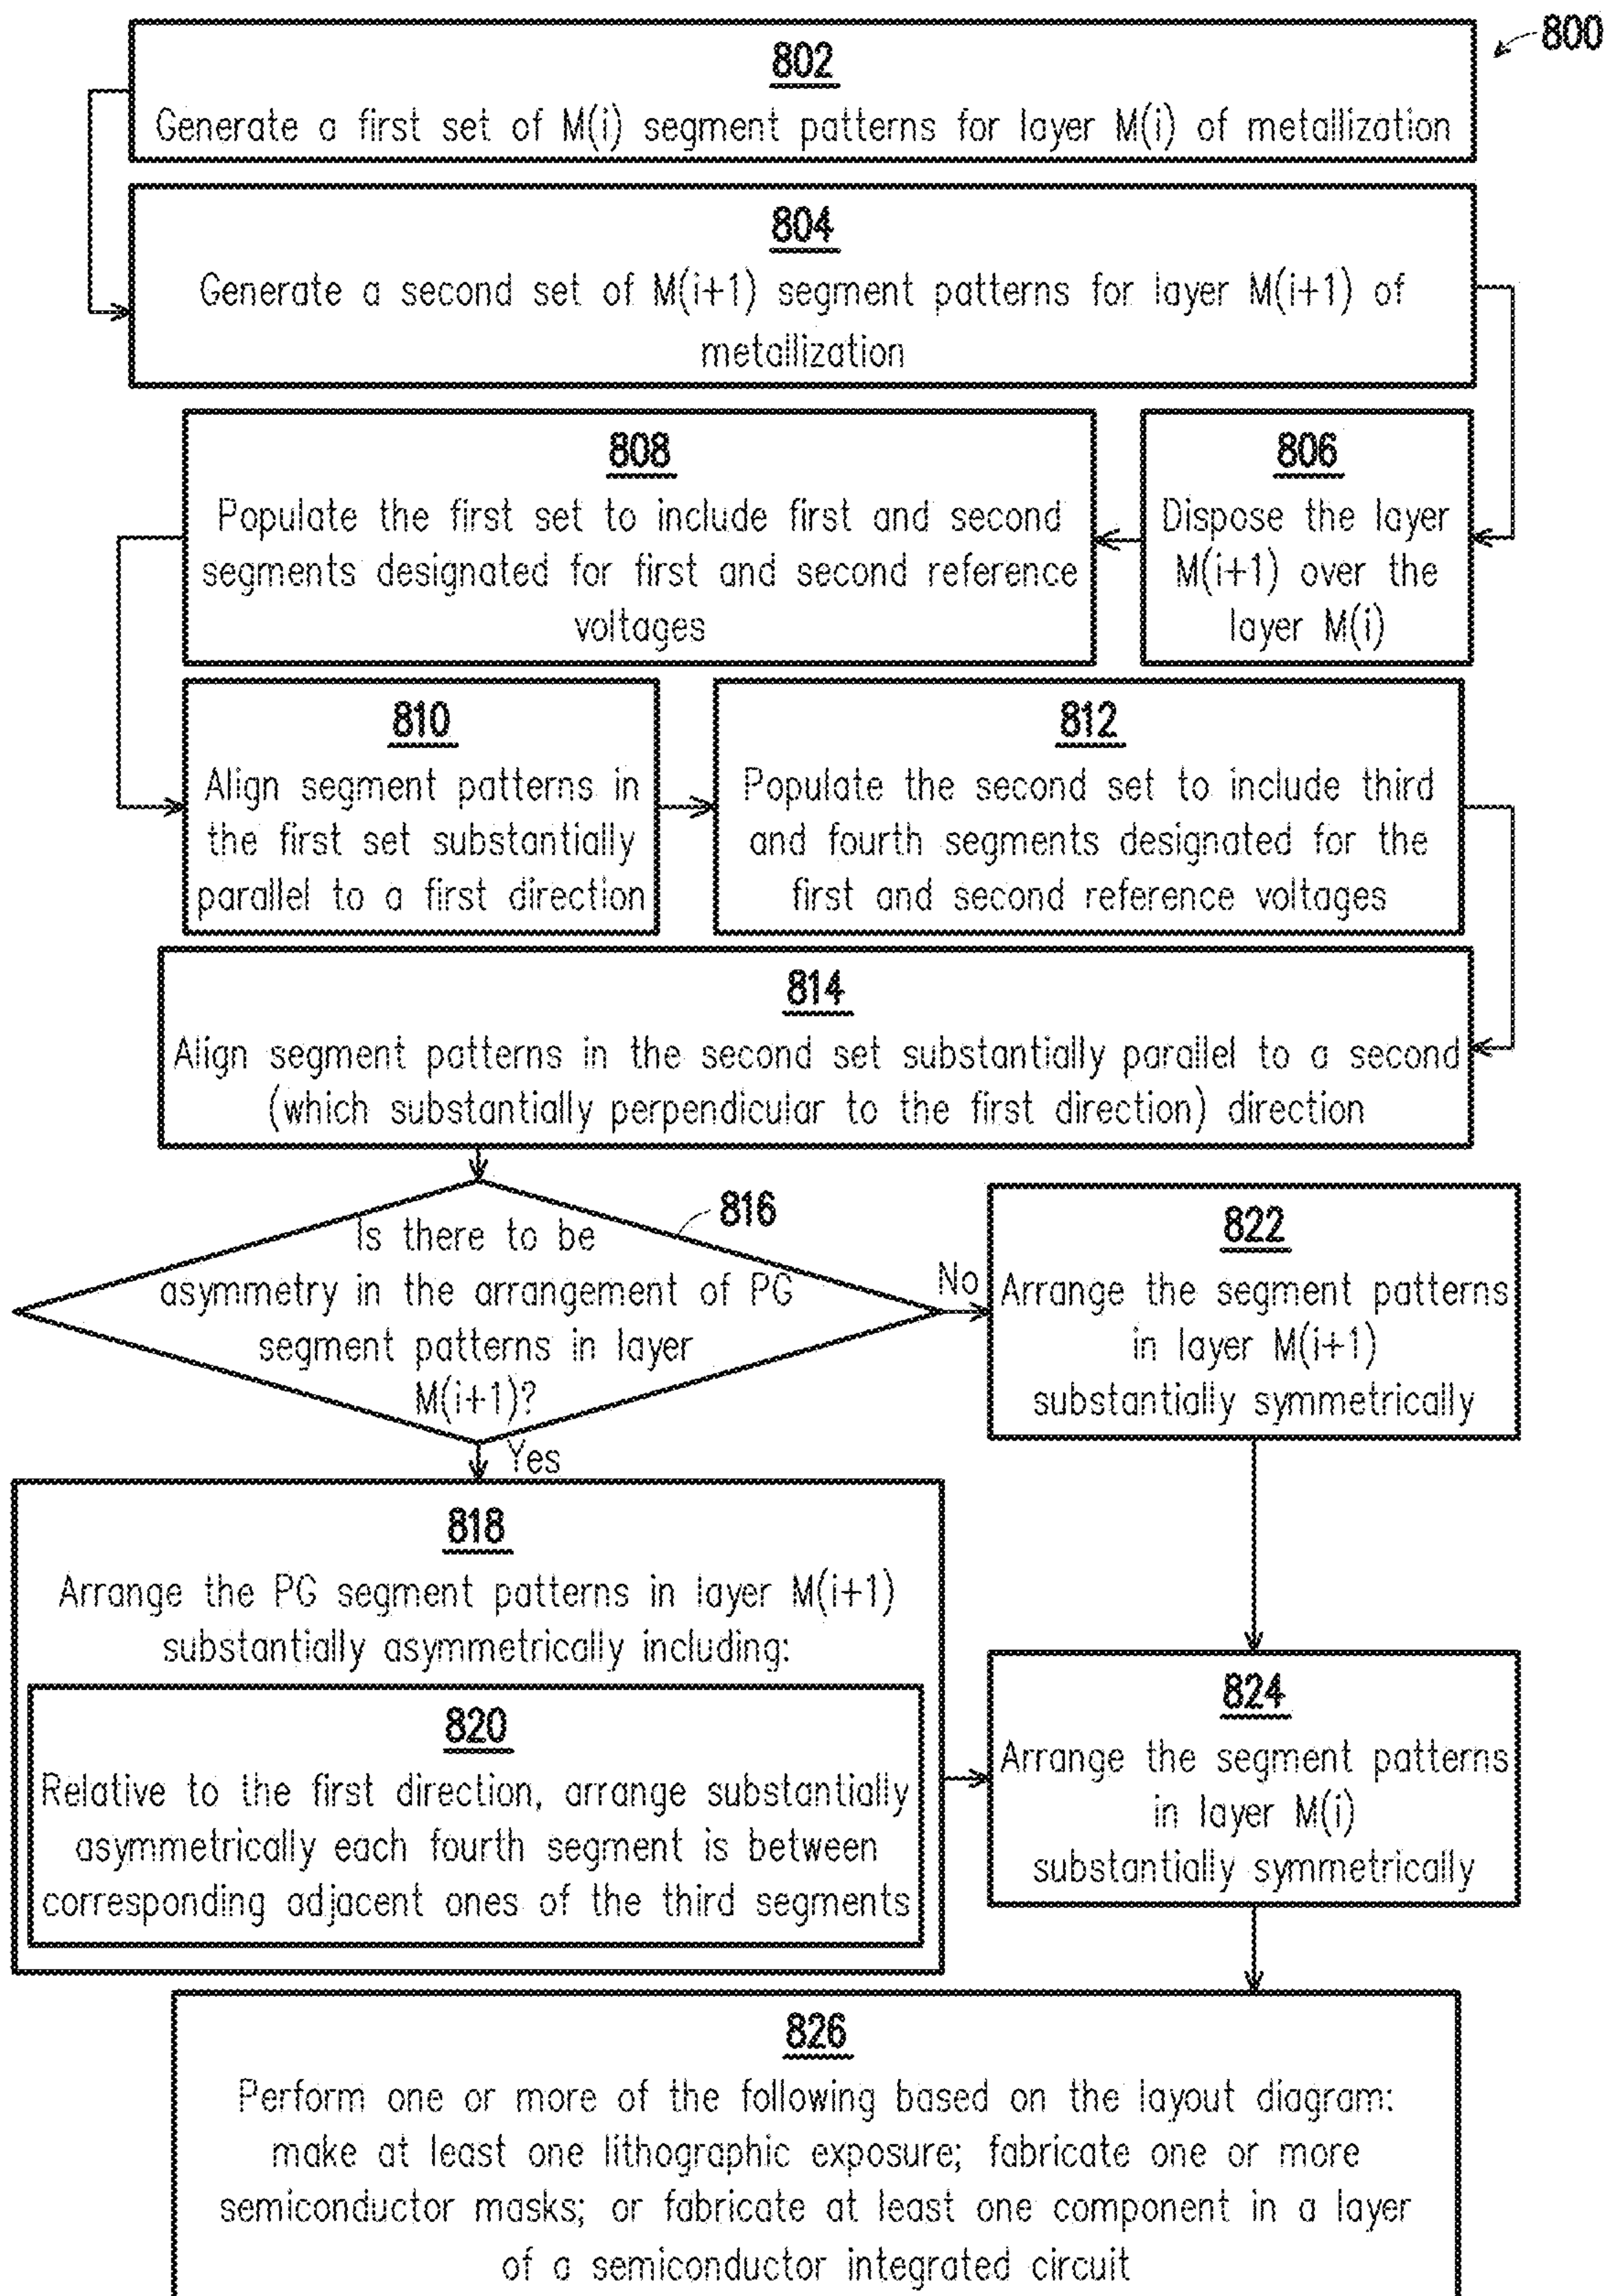 800
802
Generate a first set of M(i) segment patterns for layer M(i) of metallization
804
Generate a second set of M(i+1) segment patterns for layer M(i+1) of
metallization
806
Dispose the layer
M(i+1) over the
layer M(i)
808
Populate the first set to include first and second
segments designated for first and second reference
voltages
810
Align segment patterns in
the first set substantially
parallel to a first direction
812
Populate the second set to include third
and fourth segments designated for the
first and second reference voltages
814
Align segment patterns in the second set substantially parallel to a second
(which substantially perpendicular to the first direction) direction
816
Is there to be
asymmetry in the arrangement of PG
segment patterns in layer
M(i+1)?
No
Yes
822
Arrange the segment patterns
in layer M(i+1)
substantially symmetrically
818
Arrange the PG segment patterns in layer M(i+1)
substantially asymmetrically including:
820
Relative to the first direction, arrange substantially
asymmetrically each fourth segment is between
corresponding adjacent ones of the third segments
824
Arrange the segment patterns
in layer M(i)
substantially symmetrically
826
Perform one or more of the following based on the layout diagram:
make at least one lithographic exposure; fabricate one or more
semiconductor masks; or fabricate at least one component in a layer
of a semiconductor integrated circuit